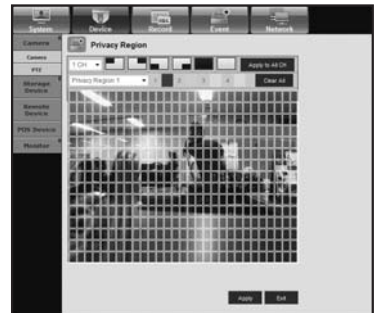 System Device Record Event Network
Camera
Camera
PTZ
Storage
Device
Remote
Device
POS Device
Monitor
Privacy Region
1 CH Apply to All CH
Privacy Region 1 1 2 3 4 Clear All
Apply Exit